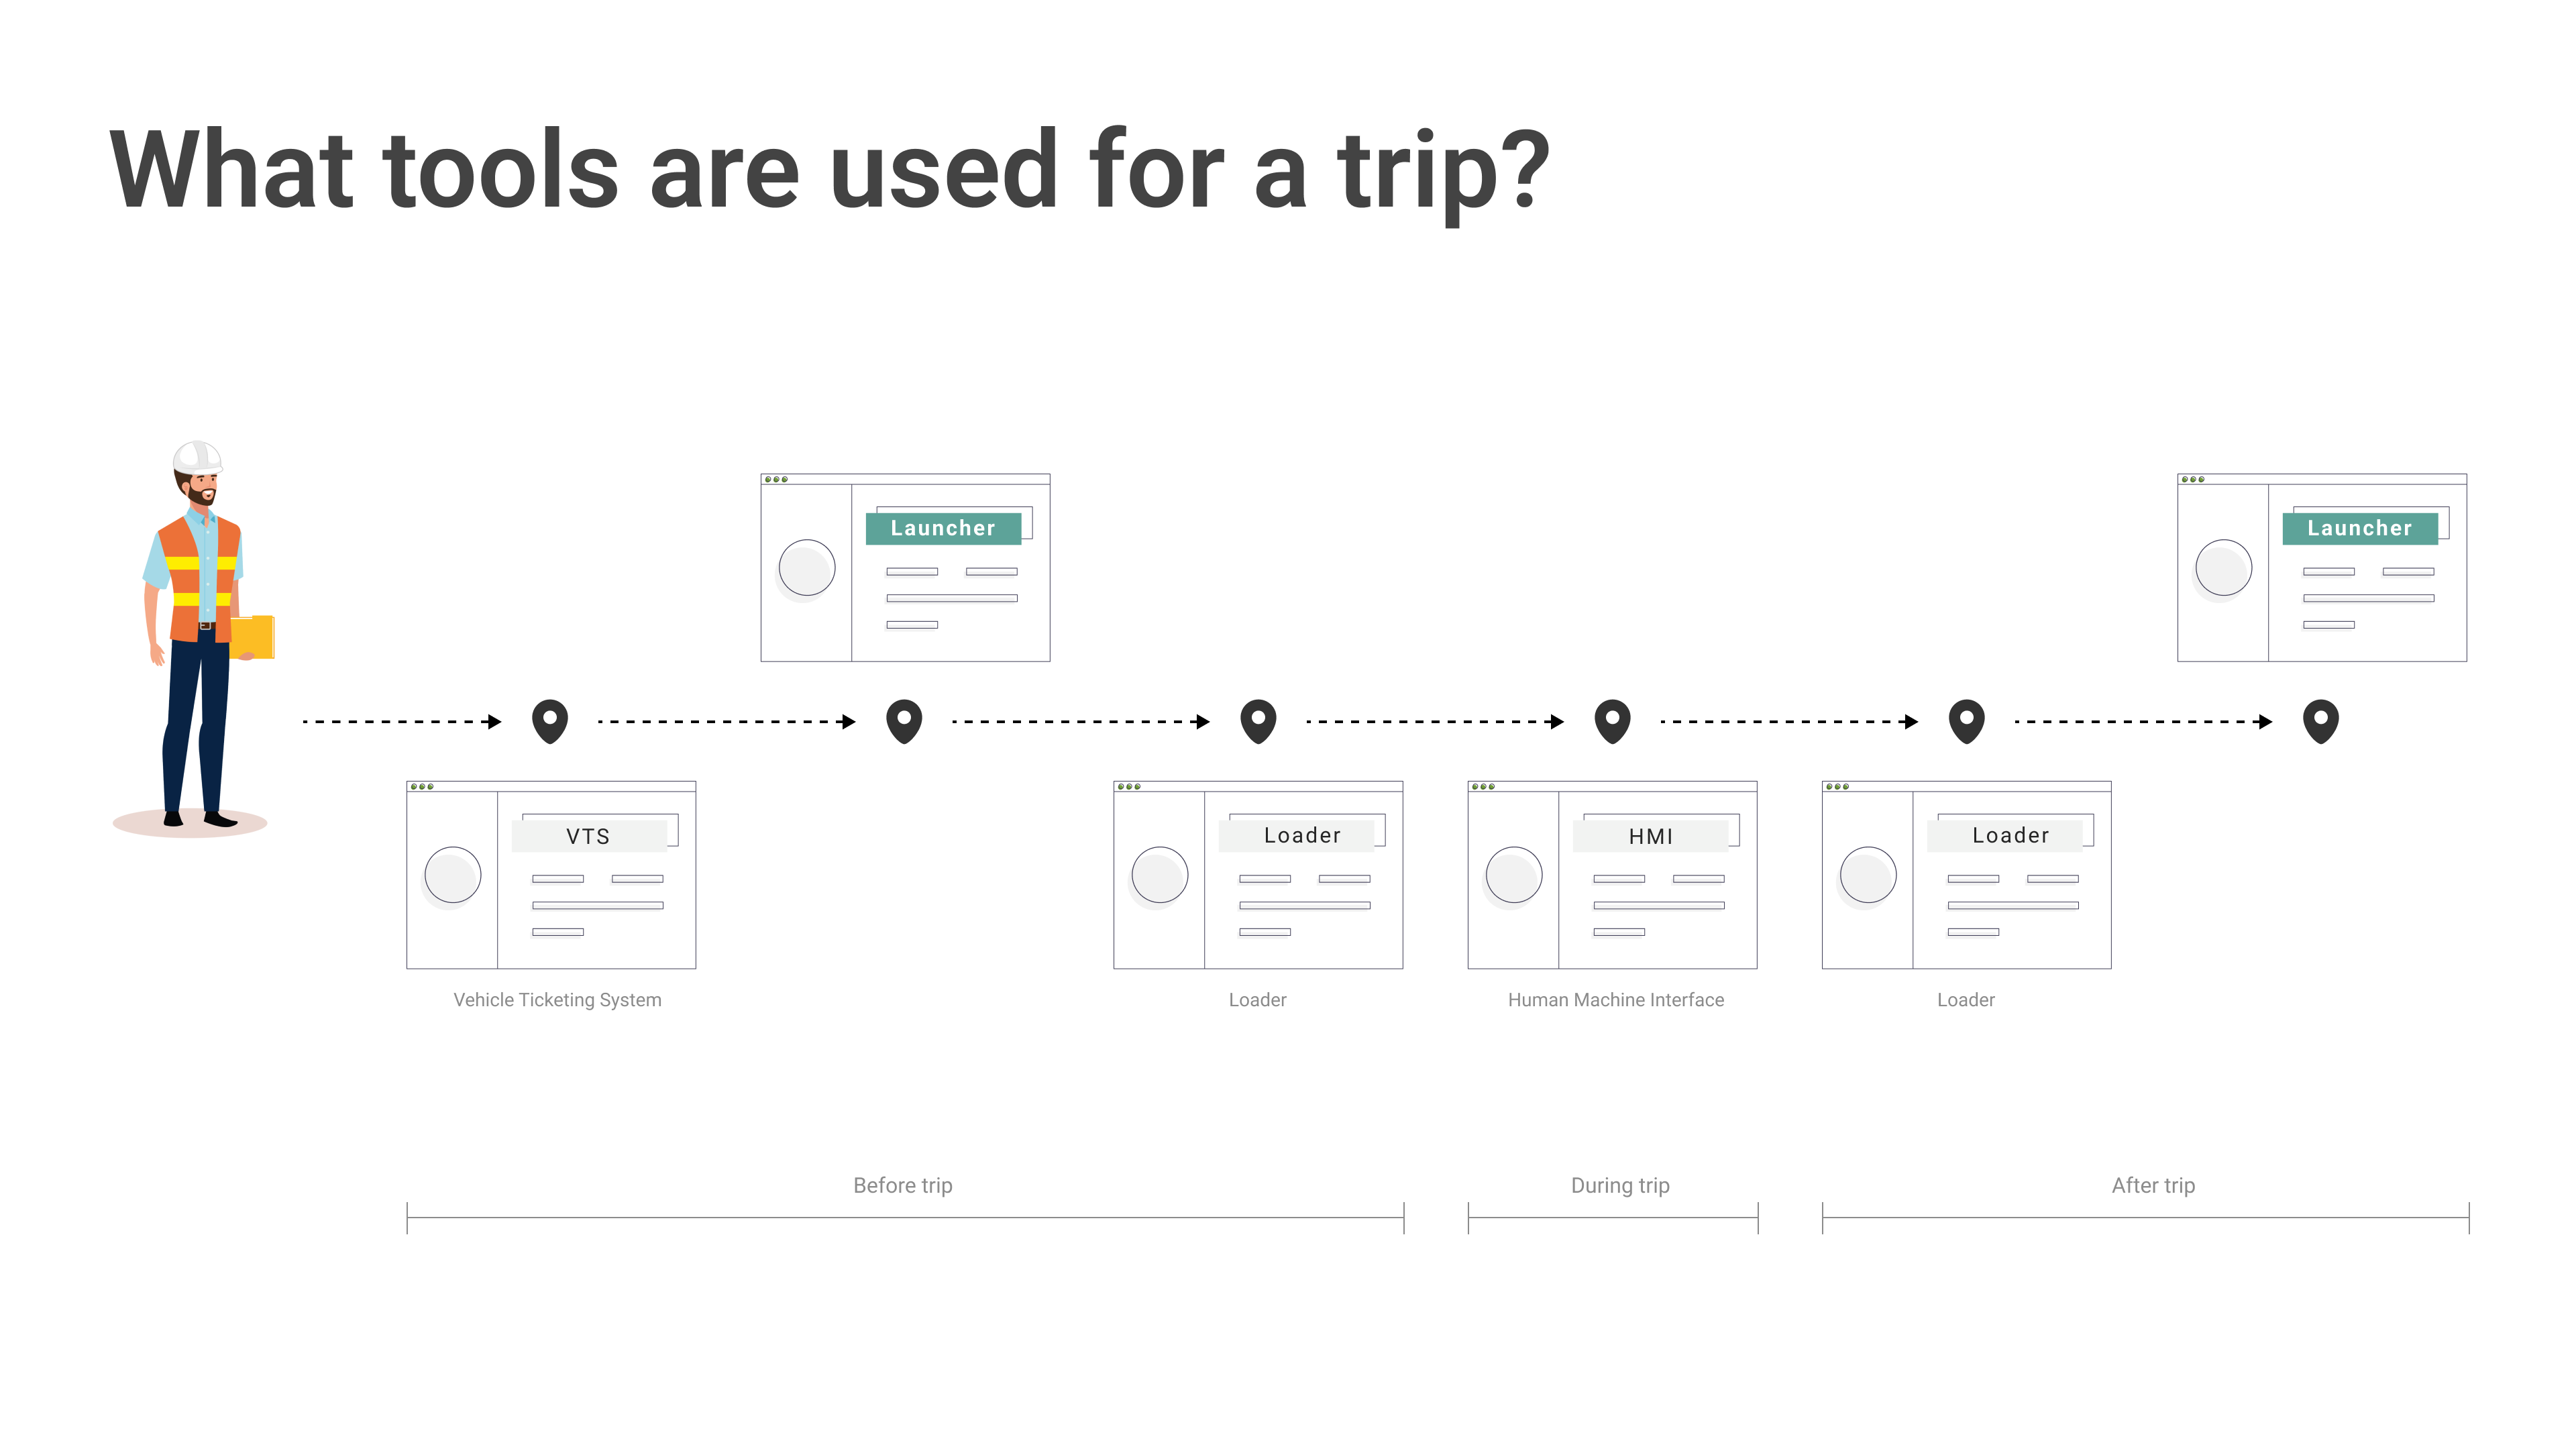 What tools are used for a trip?
Launcher
Launcher
VTS
Loader
HMI
Loader
Vehicle Ticketing System
Loader
Human Machine Interface
Loader
Before trip
During trip
After trip